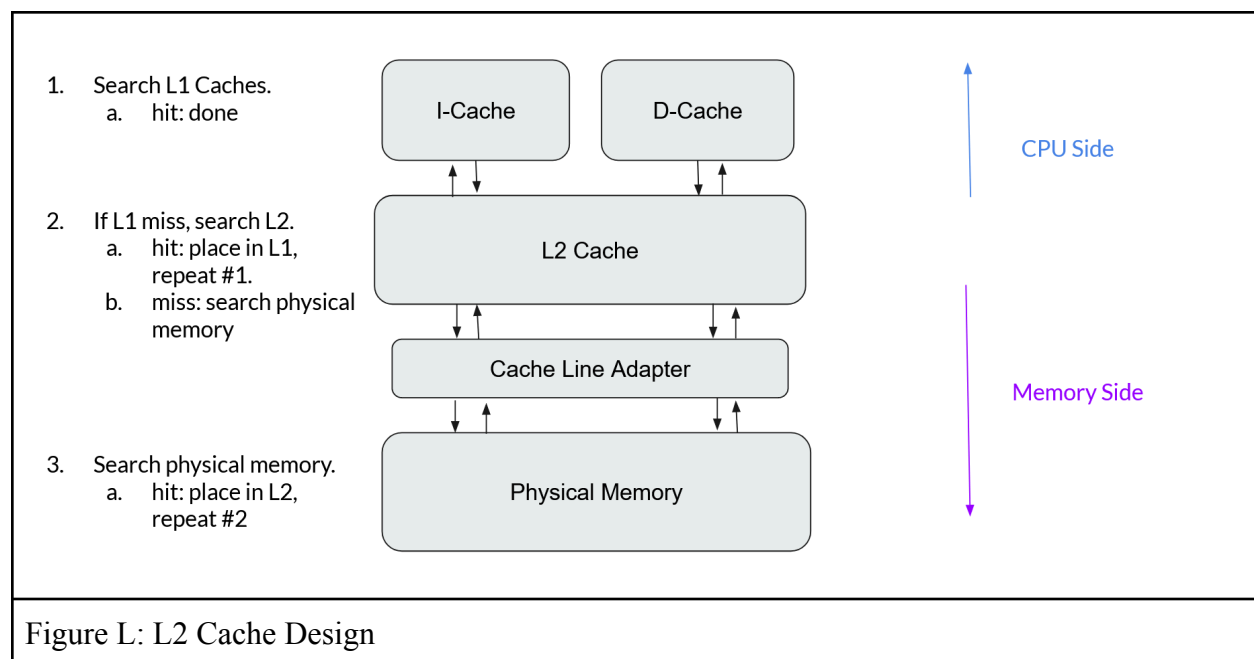 1. Search L1 Caches.
a. hit: done
I-Cache
D-Cache
CPU Side
2. If L1 miss, search L2.
a. hit: place in L1,
repeat #1.
b. miss: search physical
memory
L2 Cache
Cache Line Adapter
Memory Side
3. Search physical memory.
a. hit: place in L2,
repeat #2
Physical Memory
Figure L: L2 Cache Design